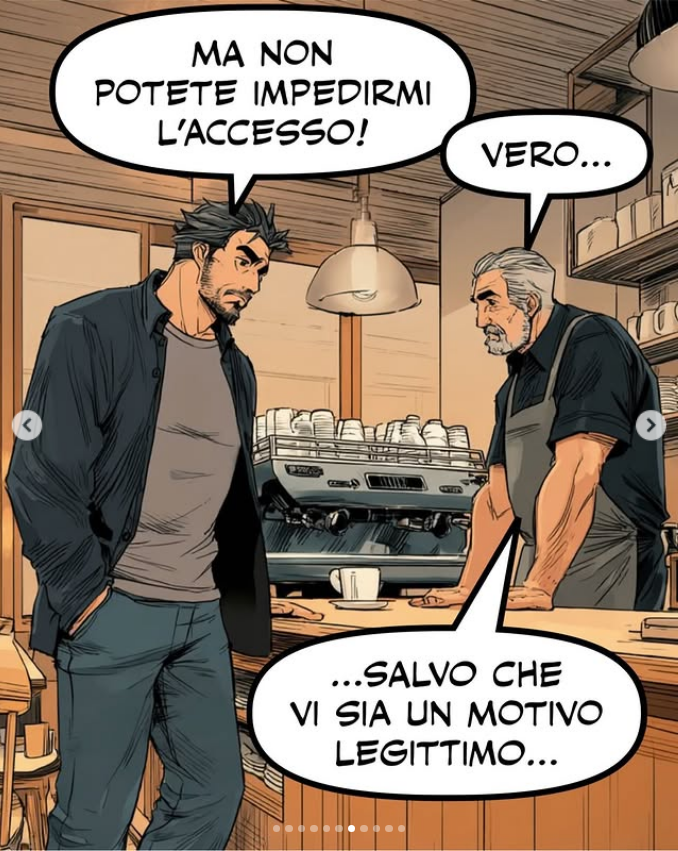 MA NON
POTETE IMPEDIRMI
L'ACCESSO!
VERO...
...SALVO CHE
VI SIA UN MOTIVO
LEGITTIMO...